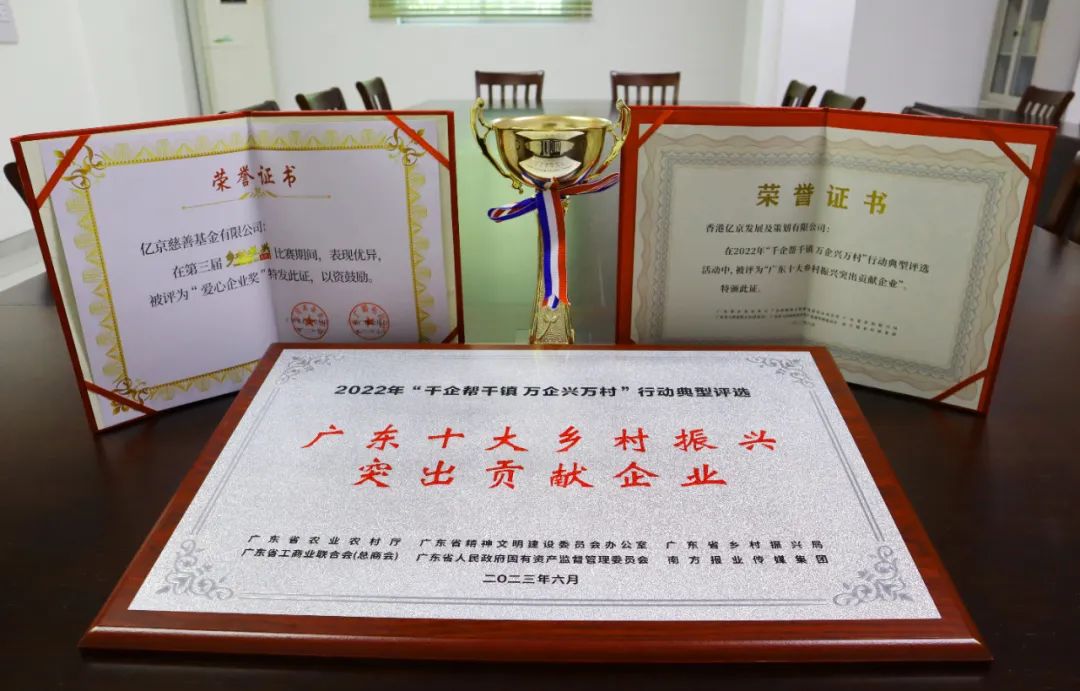 荣誉证书
亿京慈善基金有限公司：
在第三届 比赛期间，表现优异，
被评为“爱心企业奖”特发此证，以资鼓励。
荣誉证书
香港亿京发展及策划有限公司：
在2022年“千企帮千镇 万企兴万村”行动典型评选
活动中，被评为“广东十大乡村振兴突出贡献企业”。
特颁此证。
2022年“千企帮千镇 万企兴万村”行动典型评选
广东十大乡村振兴
突出贡献企业
广东省农业农村厅 广东省精神文明建设委员会办公室 广东省乡村振兴局
广东省工商业联合会(总商会) 广东省人民政府国有资产监督管理委员会 南方报业传媒集团
二〇二三年六月